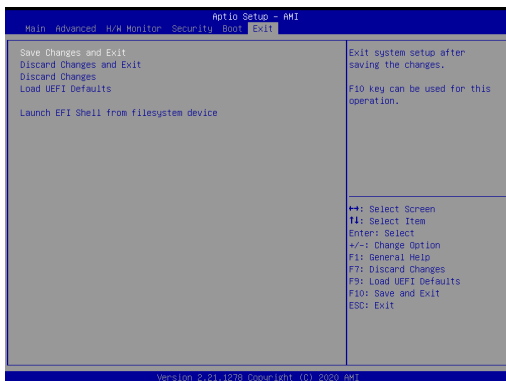 Aptio Setup – AMI
Main Advanced H/W Monitor Security Boot Exit
Save Changes and Exit
Discard Changes and Exit
Discard Changes
Load UEFI Defaults
Launch EFI Shell from filesystem device
Exit system setup after
saving the changes.
F10 key can be used for this
operation.
↔: Select Screen
↑↓: Select Item
Enter: Select
+/-: Change Option
F1: General Help
F7: Discard Changes
F9: Load UEFI Defaults
F10: Save and Exit
ESC: Exit
Version 2.21.1278 Copyright (C) 2020 AMI